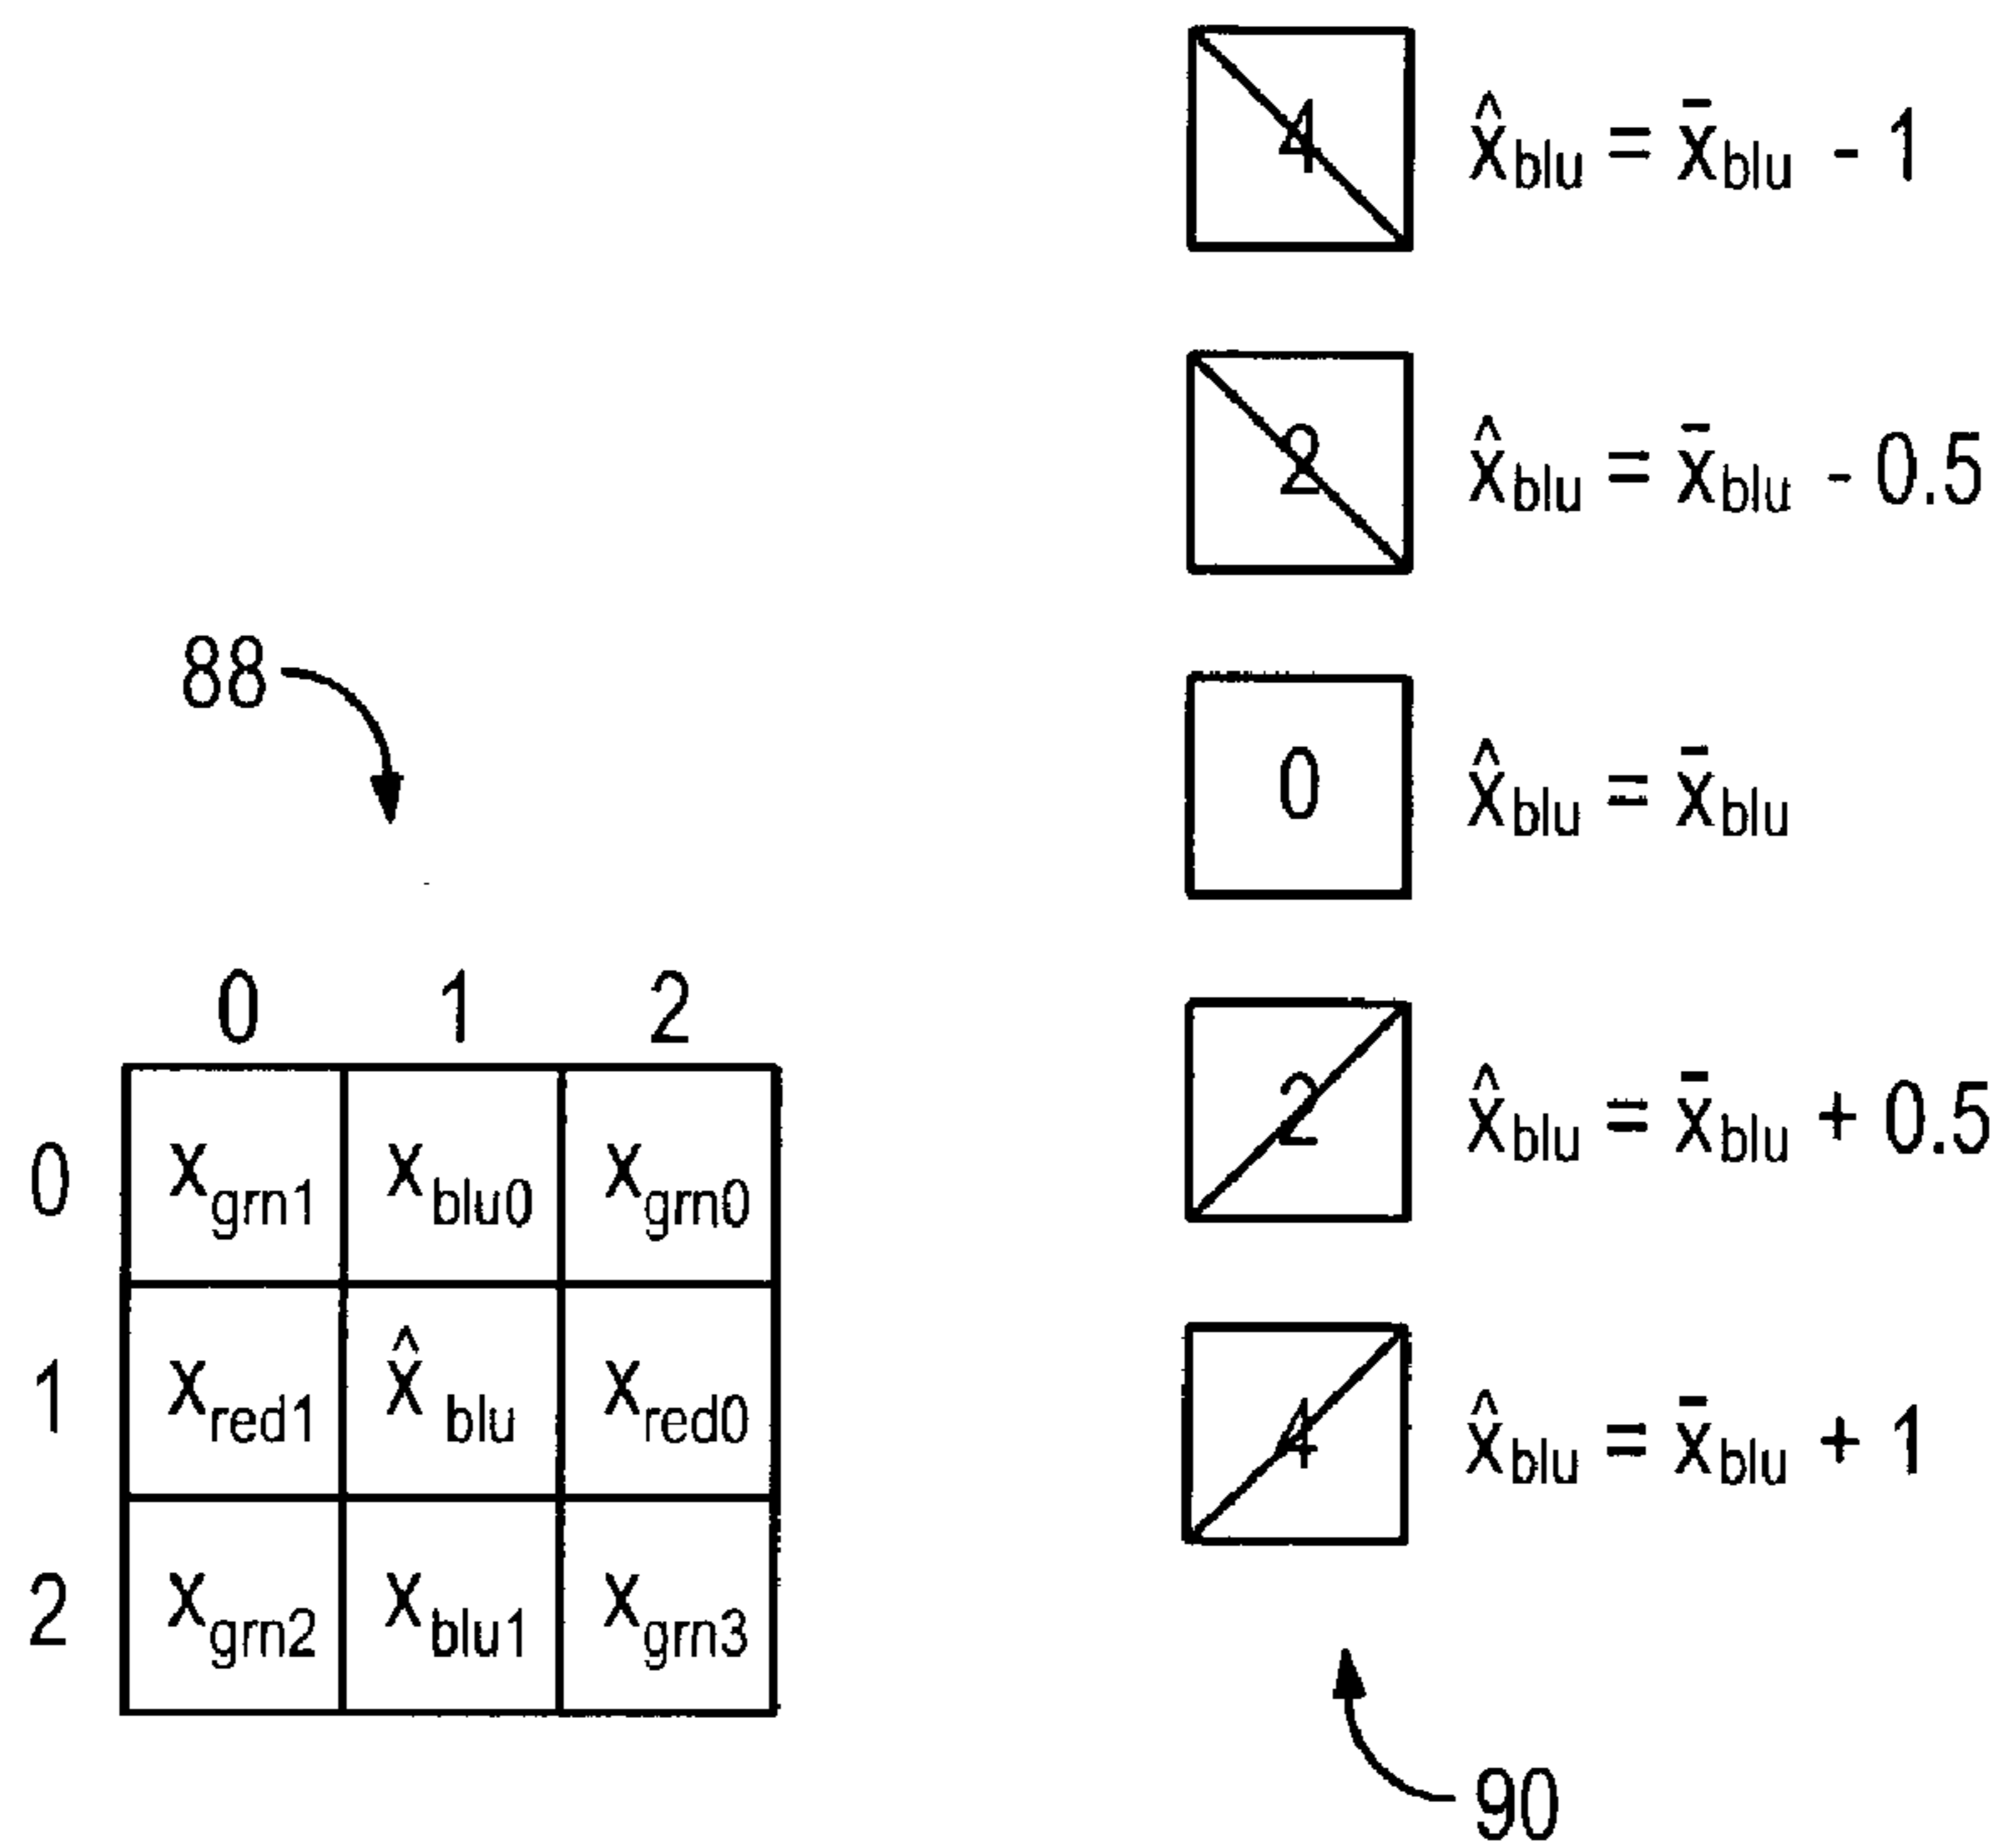 4 x̂blu = x̄blu - 1
2 x̂blu = x̄blu - 0.5
0 x̂blu = x̄blu
2 x̂blu = x̄blu + 0.5
4 x̂blu = x̄blu + 1
90
88
0 1 2
0 xgrn1 xblu0 xgrn0
1 xred1 x̂blu xred0
2 xgrn2 xblu1 xgrn3